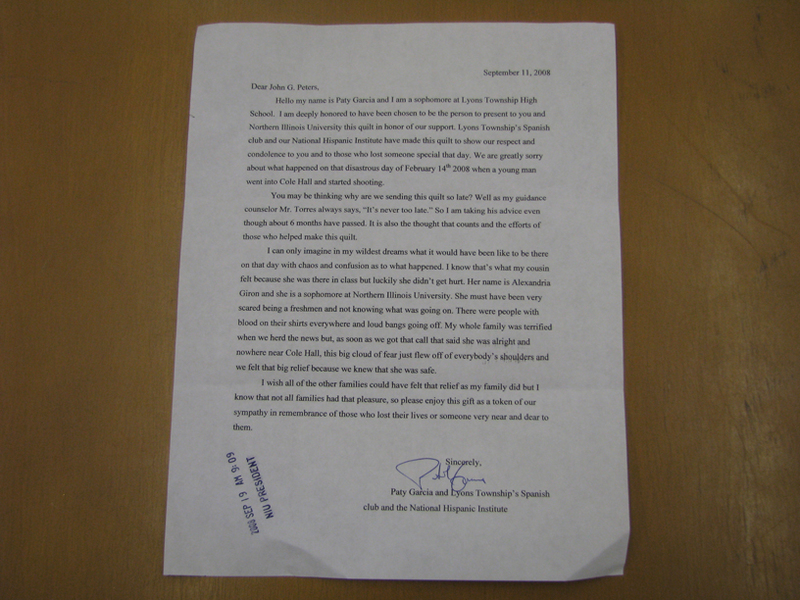 September 11, 2008
Dear John G. Peters,
Hello my name is Paty Garcia and I am a sophomore at Lyons Township High
School. I am deeply honored to have been chosen to be the person to present to you and
Northern Illinois University this quilt in honor of our support. Lyons Township's Spanish
club and our National Hispanic Institute have made this quilt to show our respect and
condolence to you and to those who lost someone special that day. We are greatly sorry
about what happened on that disastrous day of February 14th 2008 when a young man
went into Cole Hall and started shooting.
You may be thinking why are we sending this quilt so late? Well as my guidance
counselor Mr. Torres always says, “It's never too late.” So I am taking his advice even
though about 6 months have passed. It is also the thought that counts and the efforts of
those who helped make this quilt.
I can only imagine in my wildest dreams what it would have been like to be there
on that day with chaos and confusion as to what happened. I know that's what my cousin
felt because she was there in class but luckily she didn't get hurt. Her name is Alexandria
Giron and she is a sophomore at Northern Illinois University. She must have been very
scared being a freshmen and not knowing what was going on. There were people with
blood on their shirts everywhere and loud bangs going off. My whole family was terrified
when we herd the news but, as soon as we got that call that said she was alright and
nowhere near Cole Hall, this big cloud of fear just flew off of everybody's shoulders and
we felt that big relief because we knew that she was safe.
I wish all of the other families could have felt that relief as my family did but I
know that not all families had that pleasure, so please enjoy this gift as a token of our
sympathy in remembrance of those who lost their lives or someone very near and dear to
them.
Sincerely,
Paty Garcia and Lyons Township's Spanish
club and the National Hispanic Institute
2008 SEP 19 AM 9:09
NIU PRESIDENT